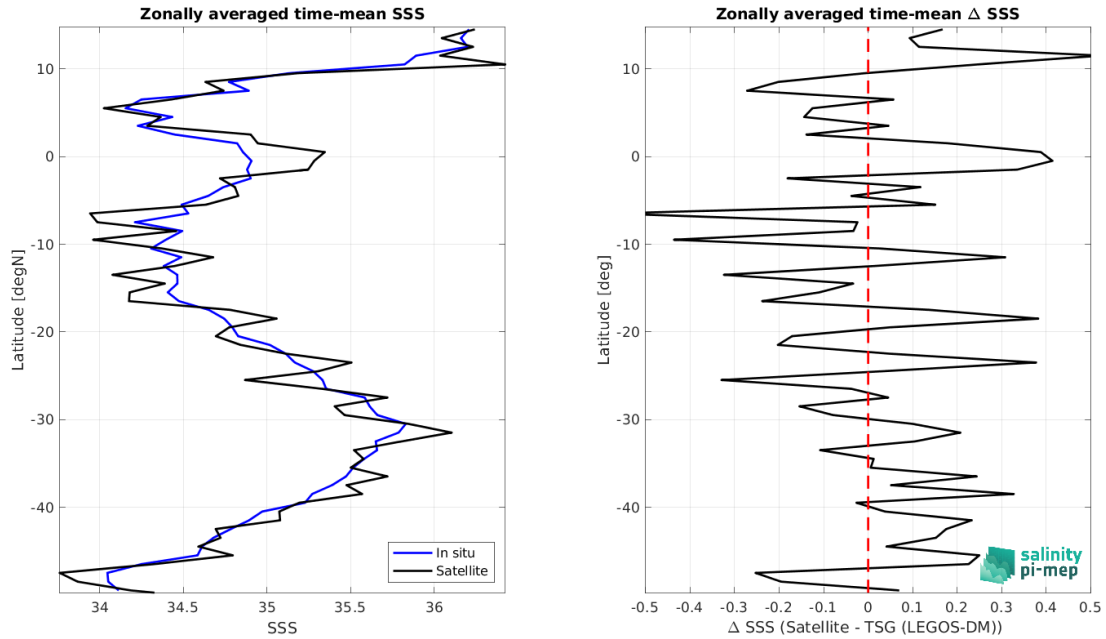 Zonally averaged time-mean SSS
10
0
-10
-20
-30
-40
Latitude [degN]
34
34.5
35
35.5
36
SSS
In situ
Satellite
Zonally averaged time-mean Δ SSS
10
0
-10
-20
-30
-40
Latitude [deg]
-0.5
-0.4
-0.3
-0.2
-0.1
0
0.1
0.2
0.3
0.4
0.5
Δ SSS (Satellite - TSG (LEGOS-DM))
salinity
pi-mep